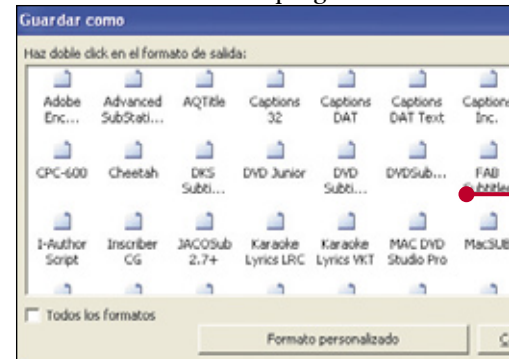 Guardar como
Haz doble click en el formato de salida:
Adobe Enc... Advanced SubStati... AQTitle Captions 32 Captions DAT Captions DAT Text Captions Inc.
CPC-600 Cheetah DKS Subti... DVD Junior DVD Subti... DVDSub... FAB
I-Author Script Inscriber CG JACOSub 2.7+ Karaoke Lyrics LRC Karaoke Lyrics VKT MAC DVD Studio Pro MacSUB
Todos los formatos
Formato personalizado